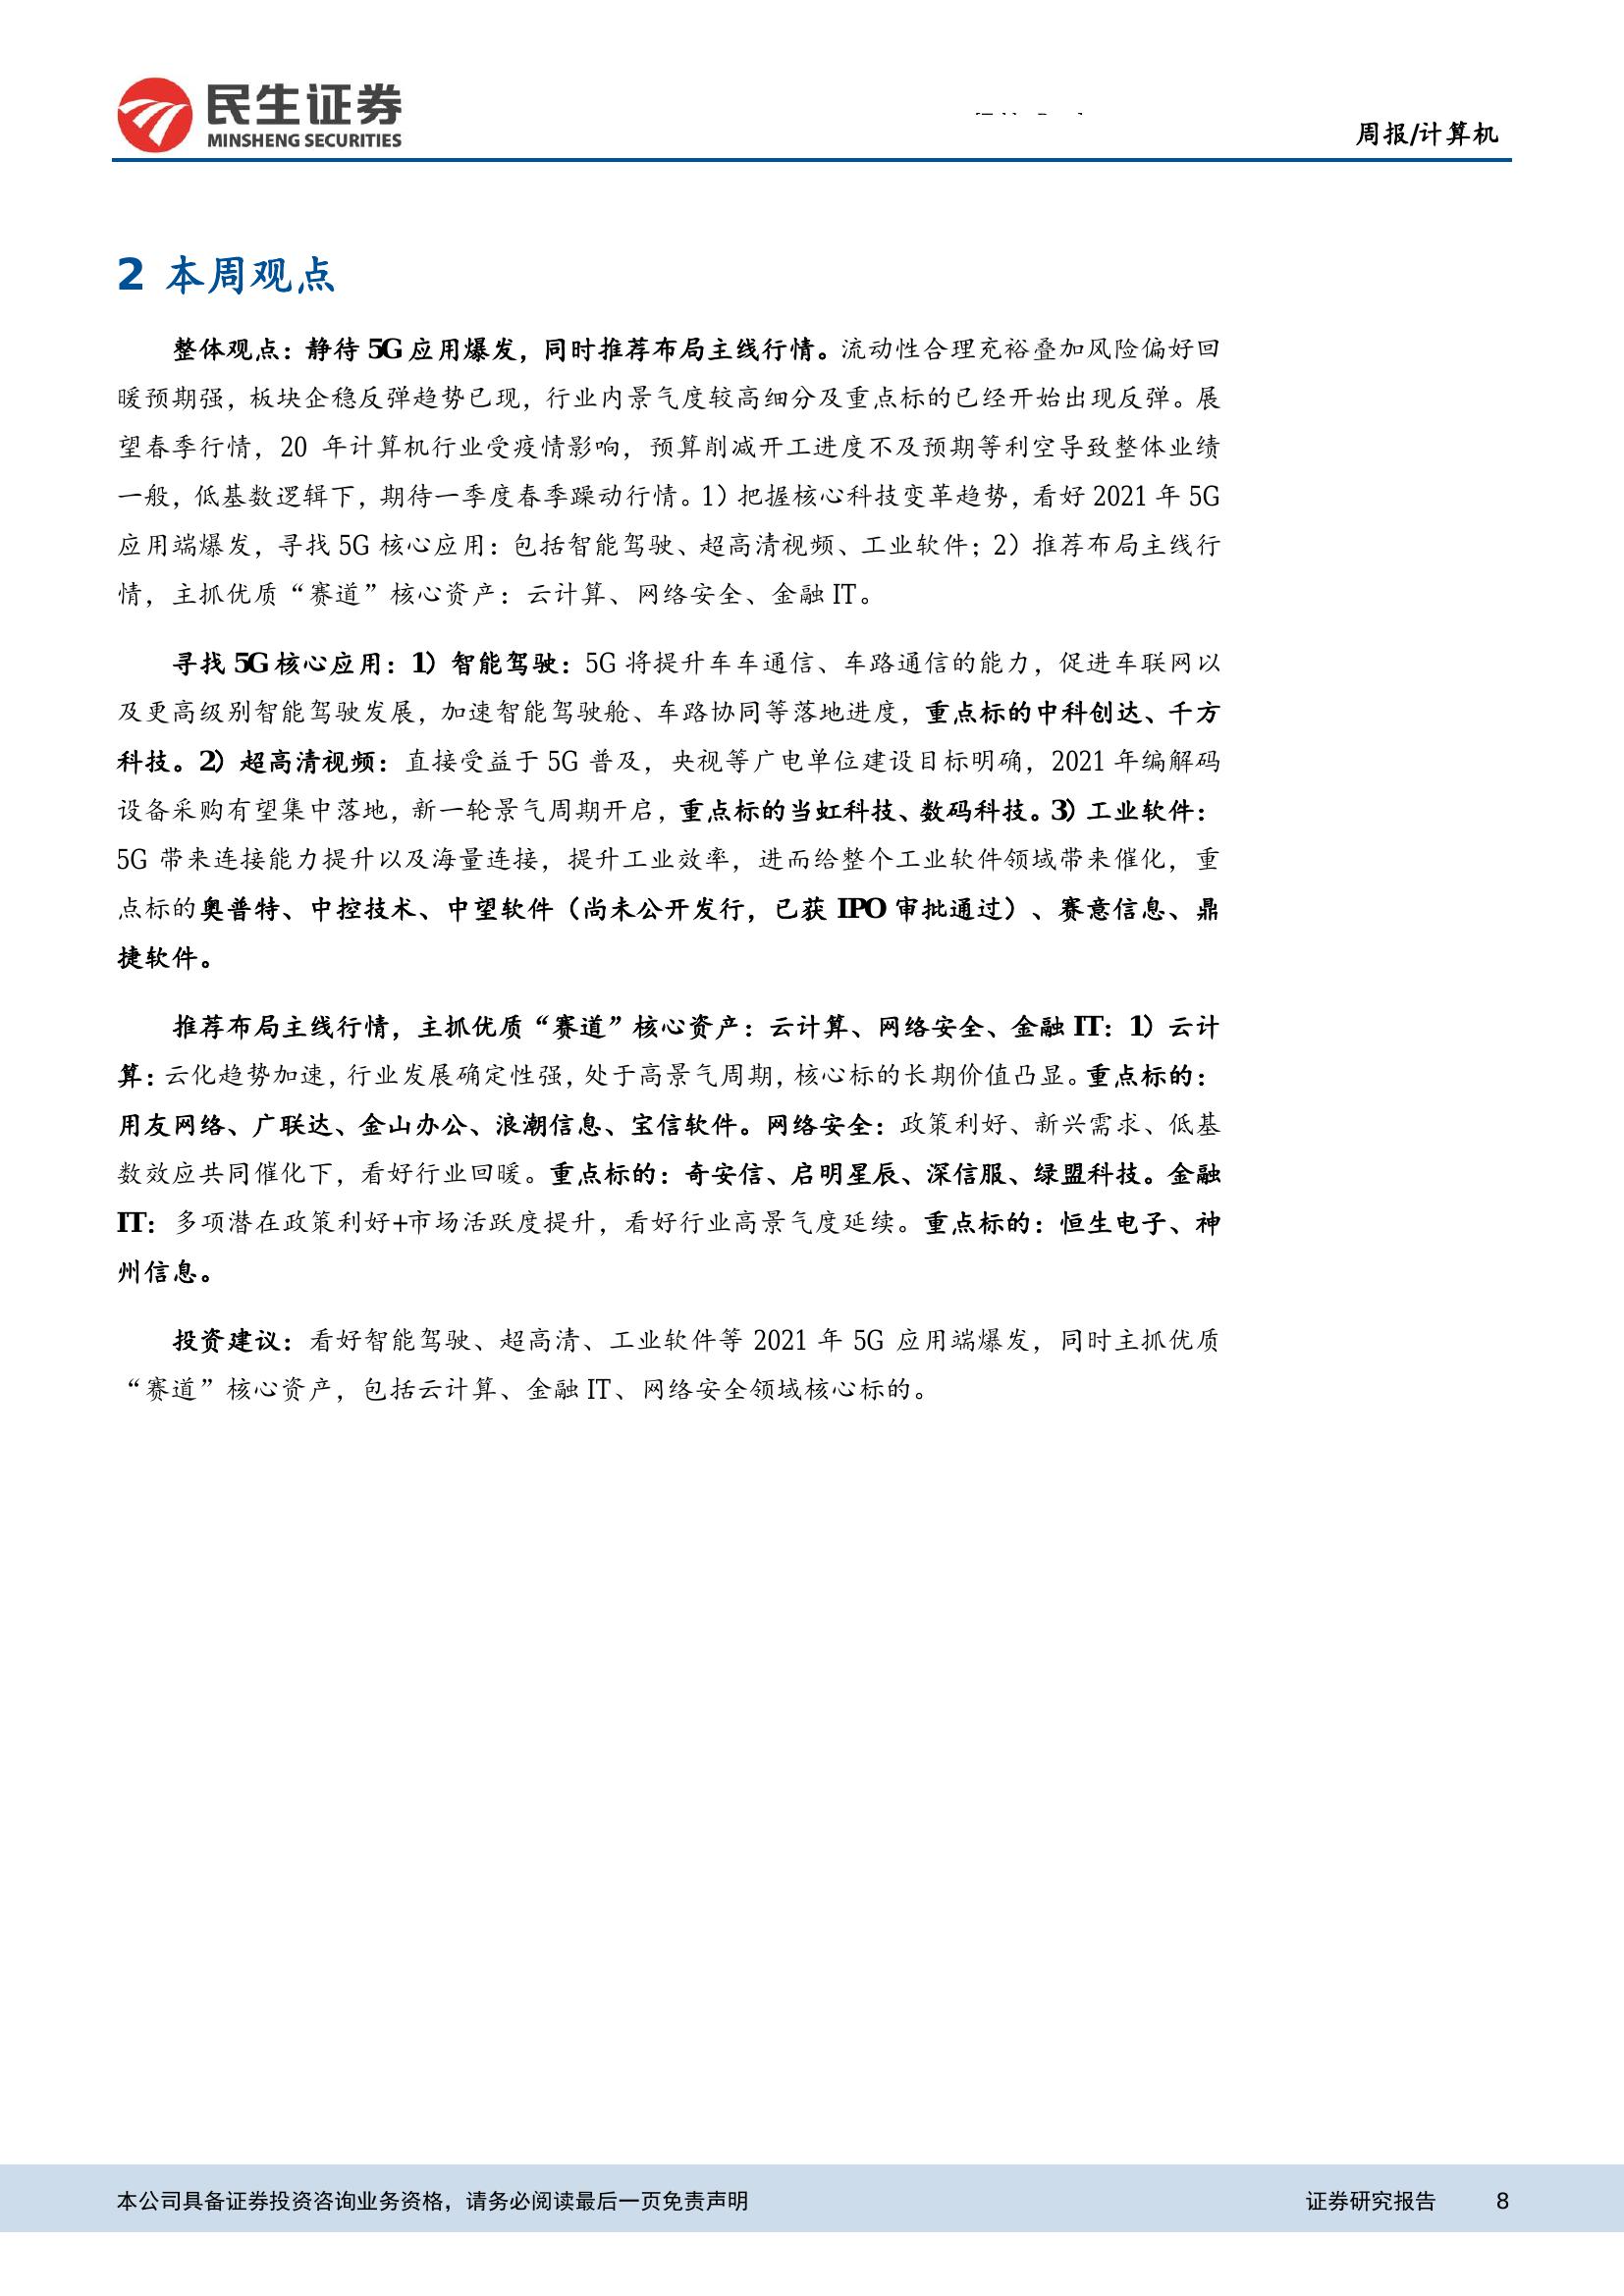 民生证券
MINSHENG SECURITIES
周报/计算机
2 本周观点
整体观点：静待 5G 应用爆发，同时推荐布局主线行情。流动性合理充裕叠加风险偏好回
暖预期强，板块企稳反弹趋势已现，行业内景气度较高细分及重点标的已经开始出现反弹。展
望春季行情，20 年计算机行业受疫情影响，预算削减开工进度不及预期等利空导致整体业绩
一般，低基数逻辑下，期待一季度春季躁动行情。1）把握核心科技变革趋势，看好 2021 年 5G
应用端爆发，寻找 5G 核心应用：包括智能驾驶、超高清视频、工业软件；2）推荐布局主线行
情，主抓优质“赛道”核心资产：云计算、网络安全、金融 IT。
寻找 5G 核心应用：1）智能驾驶：5G 将提升车车通信、车路通信的能力，促进车联网以
及更高级别智能驾驶发展，加速智能驾驶舱、车路协同等落地进度，重点标的中科创达、千方
科技。2）超高清视频：直接受益于 5G 普及，央视等广电单位建设目标明确，2021 年编解码
设备采购有望集中落地，新一轮景气周期开启，重点标的当虹科技、数码科技。3）工业软件：
5G 带来连接能力提升以及海量连接，提升工业效率，进而给整个工业软件领域带来催化，重
点标的奥普特、中控技术、中望软件（尚未公开发行，已获 IPO 审批通过）、赛意信息、鼎
捷软件。
推荐布局主线行情，主抓优质“赛道”核心资产：云计算、网络安全、金融 IT：1）云计
算：云化趋势加速，行业发展确定性强，处于高景气周期，核心标的长期价值凸显。重点标的：
用友网络、广联达、金山办公、浪潮信息、宝信软件。网络安全：政策利好、新兴需求、低基
数效应共同催化下，看好行业回暖。重点标的：奇安信、启明星辰、深信服、绿盟科技。金融
IT：多项潜在政策利好+市场活跃度提升，看好行业高景气度延续。重点标的：恒生电子、神
州信息。
投资建议：看好智能驾驶、超高清、工业软件等 2021 年 5G 应用端爆发，同时主抓优质
“赛道”核心资产，包括云计算、金融 IT、网络安全领域核心标的。
本公司具备证券投资咨询业务资格，请务必阅读最后一页免责声明
证券研究报告 8